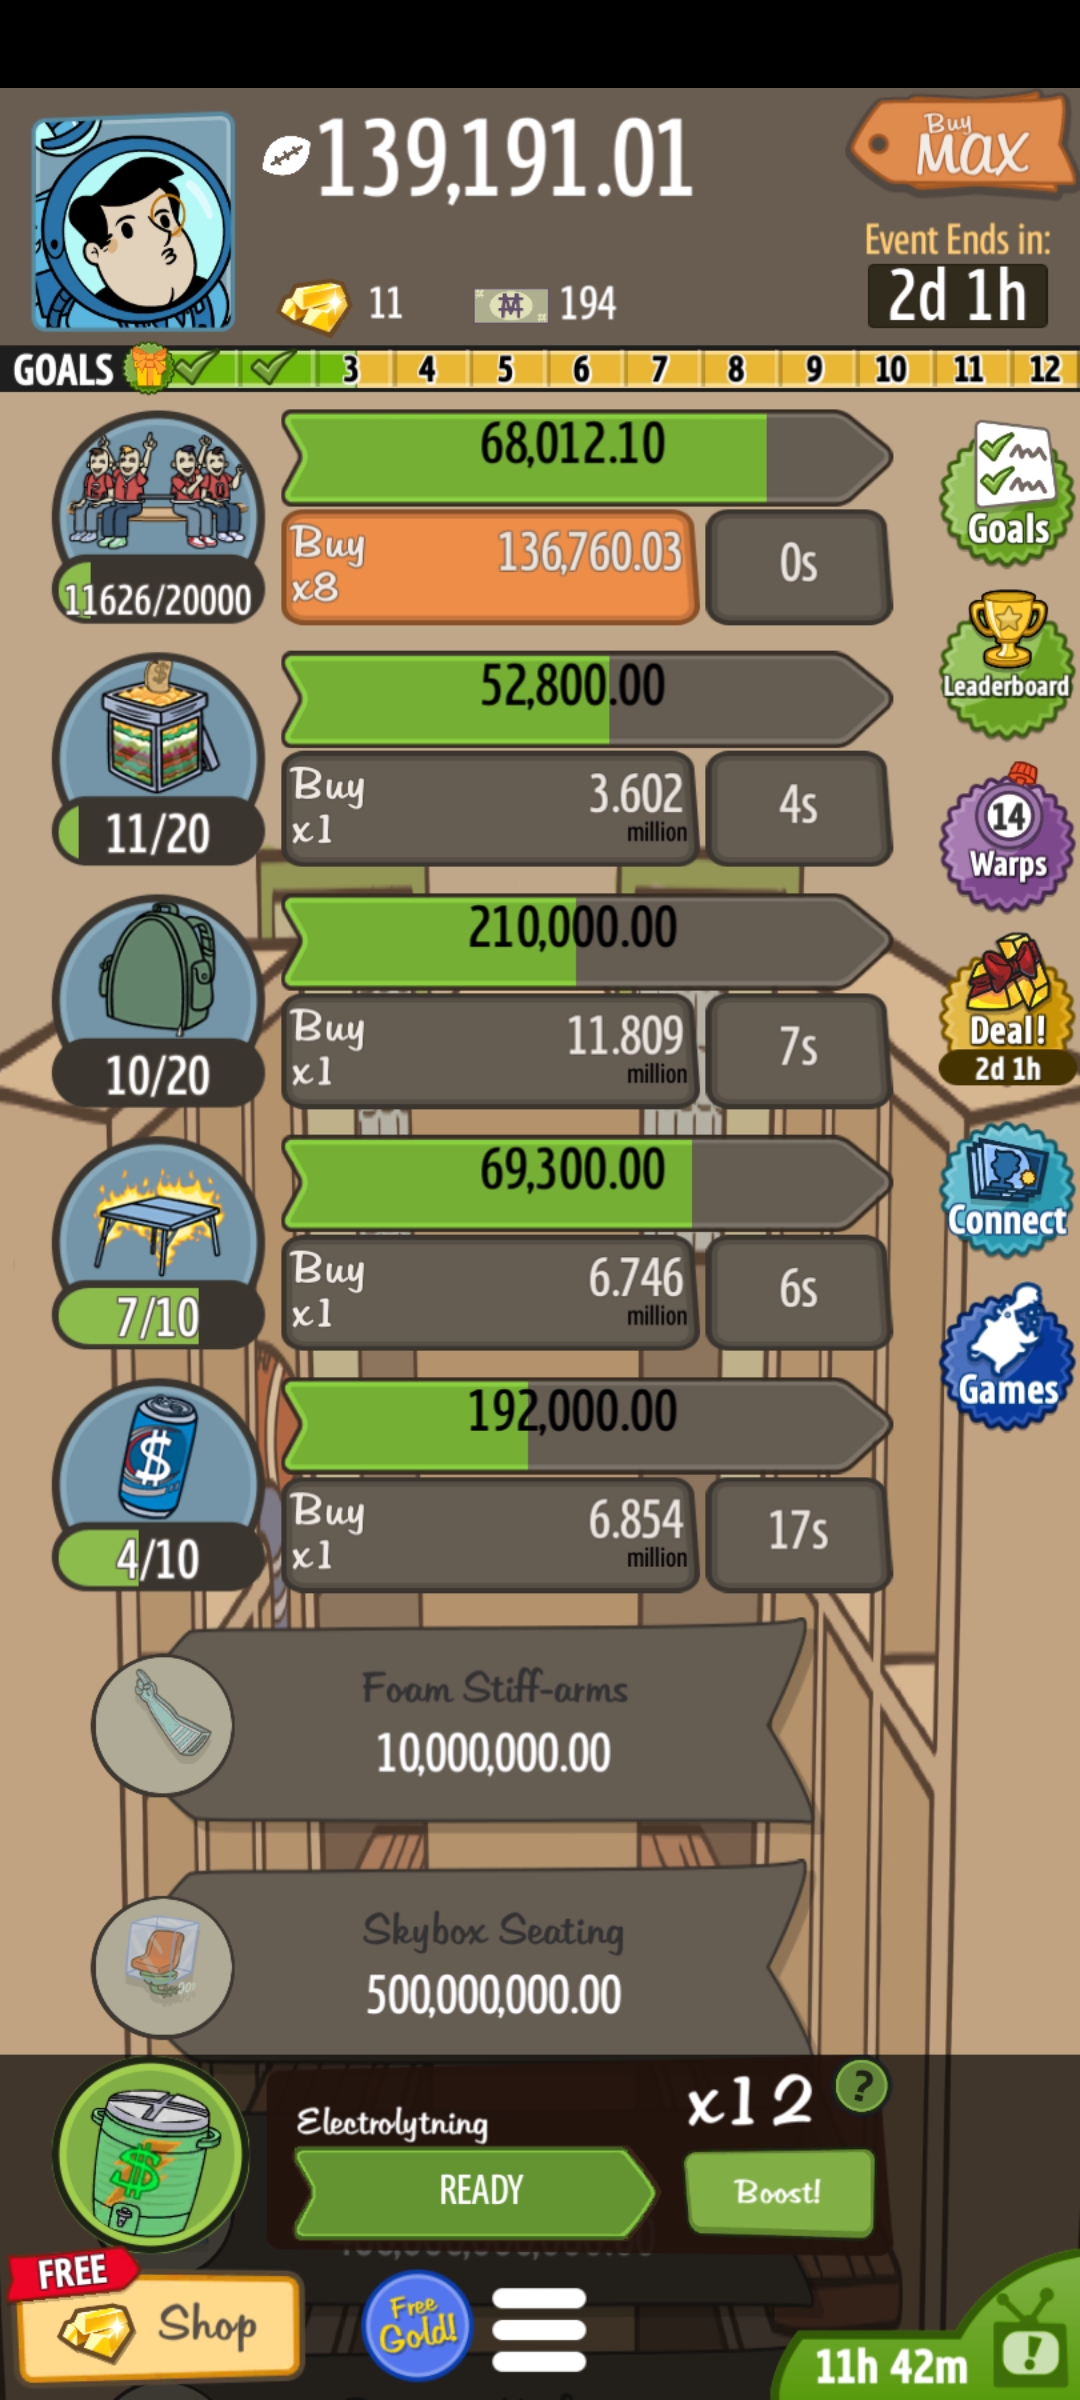 139,191.01
Buy
MAX
Event Ends in:
2d 1h
11
194
GOALS 3 4 5 6 7 8 9 10 11 12
68,012.10
Buy
x8
136,760.03
0s
11626/20000
Goals
52,800.00
Leaderboard
Buy
x1
3.602
million
4s
11/20
14
Warps
210,000.00
Buy
x1
11.809
million
7s
10/20
Deal!
2d 1h
69,300.00
Buy
x1
6.746
million
6s
7/10
Connect
192,000.00
Games
$
Buy
x1
6.854
million
17s
4/10
Foam Stiff-arms
10,000,000.00
Skybox Seating
500,000,000.00
Electrolytning
x12
?
$
READY
Boost!
FREE
Shop
Free
Gold!
11h 42m
!